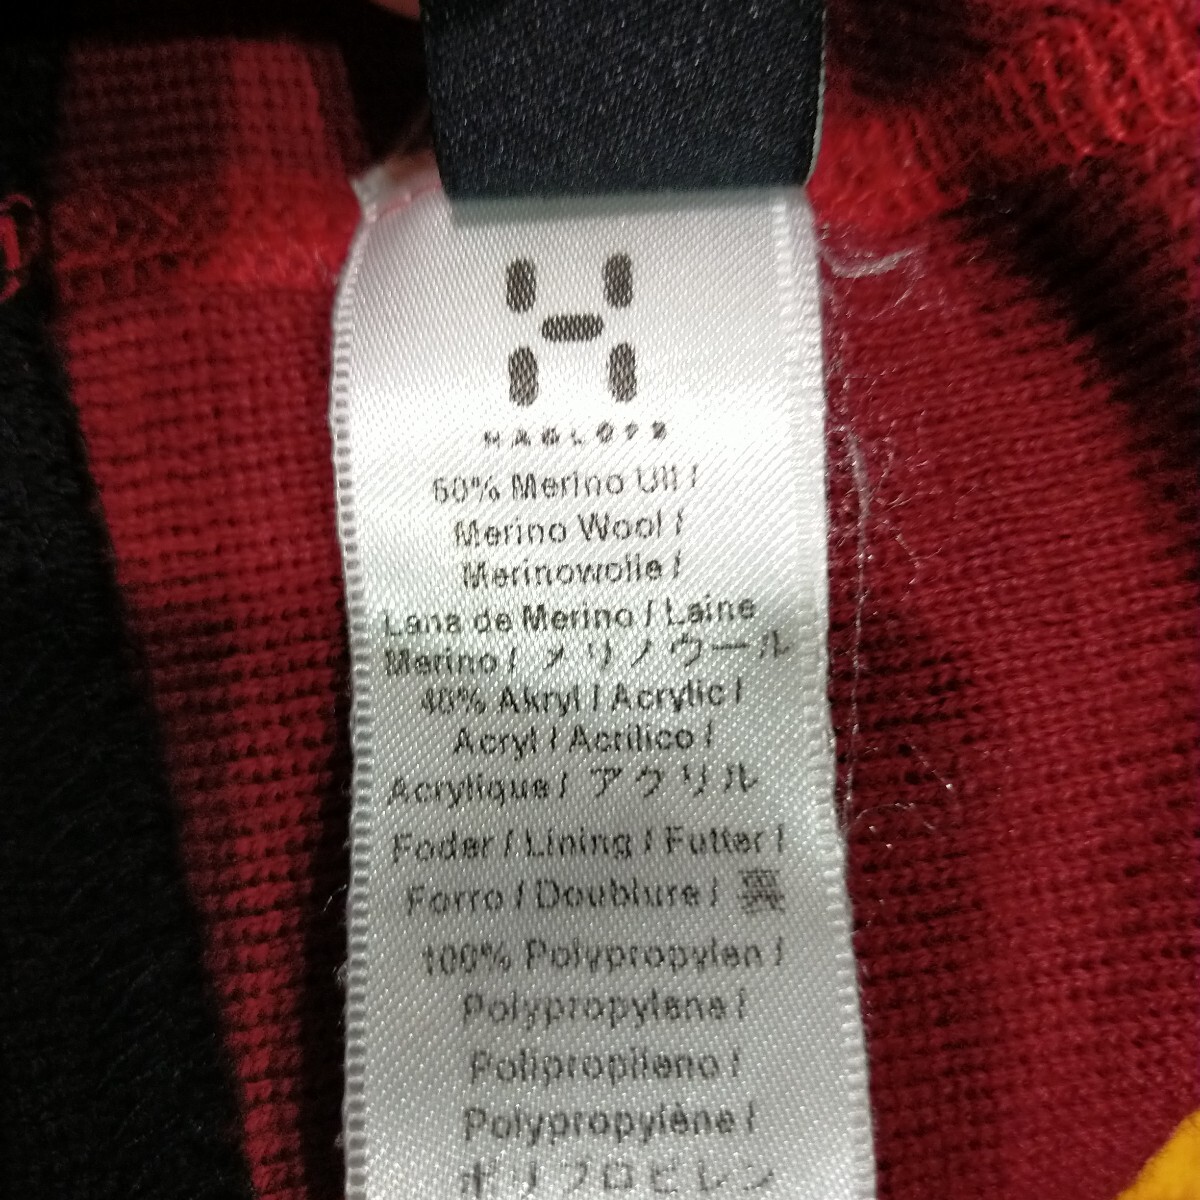 HAGLÖFS
60% Merino Ull /
Merino Wool /
Merinowolle /
Lana de Merino / Laine
Merino / メリノウール
40% Akryl / Acrylic /
Acryl / Acrilico /
Acrylique / アクリル
Foder / Lining / Futter /
Forro / Doublure / 裏
100% Polypropylen /
Polypropylene /
Polipropileno /
Polypropylène /
ポリプロピレン